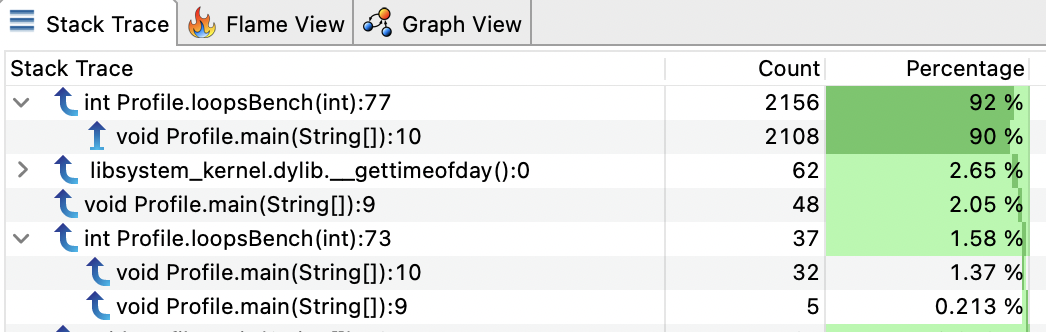 Stack Trace Flame View Graph View
Stack Trace Count Percentage
int Profile.loopsBench(int):77 2156 92 %
void Profile.main(String[]):10 2108 90 %
libsystem_kernel.dylib.__gettimeofday():0 62 2.65 %
void Profile.main(String[]):9 48 2.05 %
int Profile.loopsBench(int):73 37 1.58 %
void Profile.main(String[]):10 32 1.37 %
void Profile.main(String[]):9 5 0.213 %